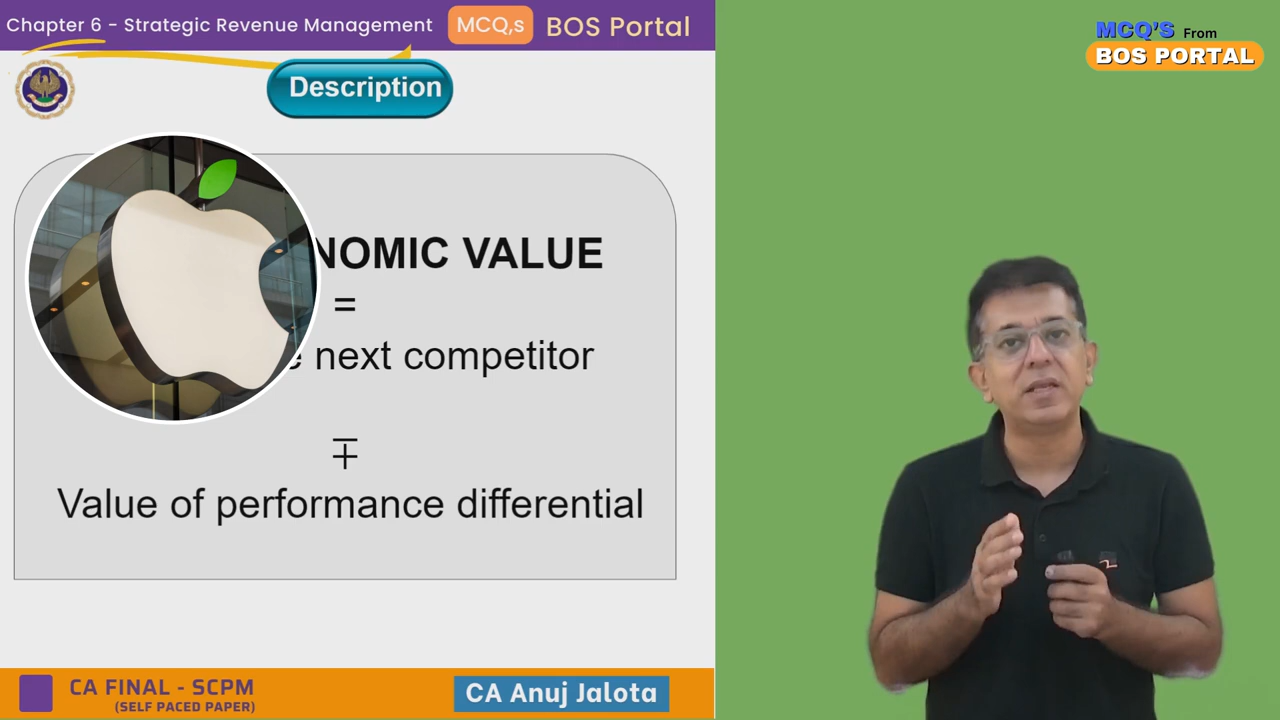 Chapter 6 - Strategic Revenue Management MCQ,s BOS Portal
MCQ'S From
BOS PORTAL
Description
NOMIC VALUE
=
next competitor
∓
Value of performance differential
CA FINAL - SCPM
(SELF PACED PAPER)
CA Anuj Jalota